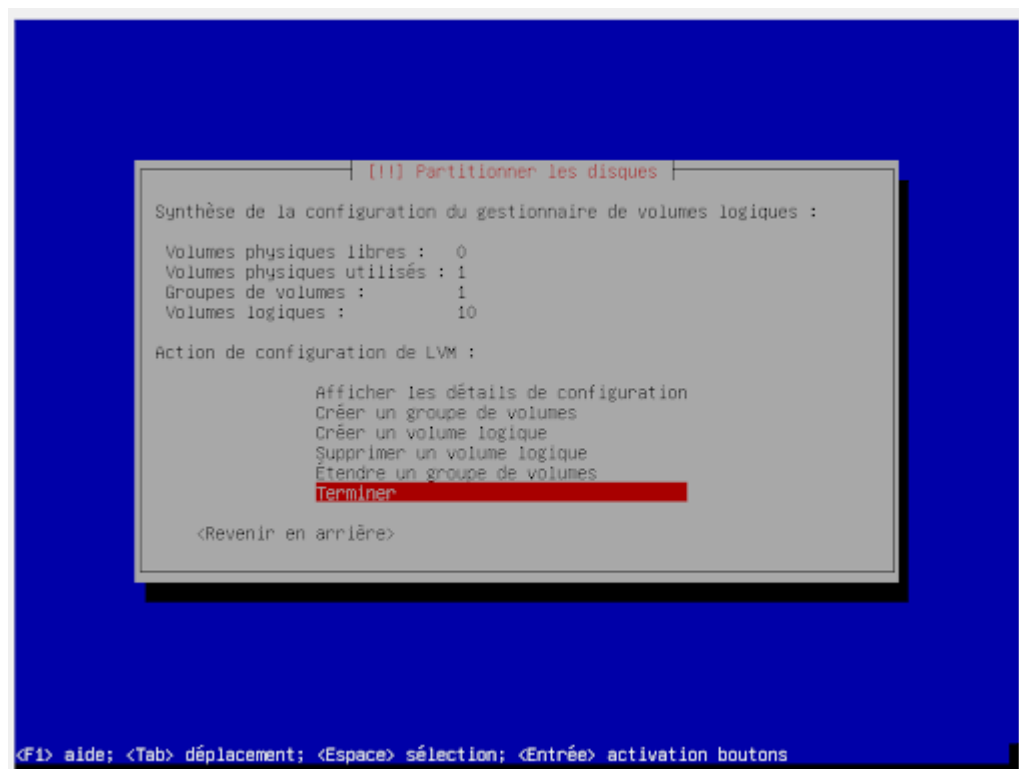 [!!] Partitionner les disques
Synthèse de la configuration du gestionnaire de volumes logiques :
Volumes physiques libres : 0
Volumes physiques utilisés : 1
Groupes de volumes : 1
Volumes logiques : 10
Action de configuration de LVM :
Afficher les détails de configuration
Créer un groupe de volumes
Créer un volume logique
Supprimer un volume logique
Étendre un groupe de volumes
Terminer
<Revenir en arrière>
<F1> aide; <Tab> déplacement; <Espace> sélection; <Entrée> activation boutons